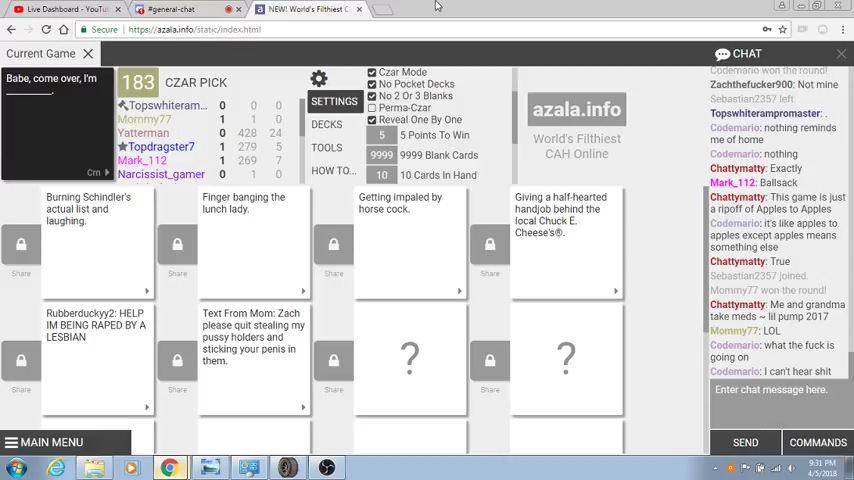 Live Dashboard - YouTu
#general-chat
NEW! World's Filthiest C
Secure
https://azala.info/static/index.html
Current Game
CHAT
Babe, come over, I'm
________.
Crn
183 CZAR PICK
Topswhiteram... 0 0 0
Mommy77 1 1 0
Yatterman 0 428 24
Topdragster7 1 279 5
Mark_112 1 269 7
Narcissist_gamer 0 0 0
SETTINGS
DECKS
TOOLS
HOW TO...
Czar Mode
No Pocket Decks
No 2 Or 3 Blanks
Perma-Czar
Reveal One By One
5 5 Points To Win
9999 9999 Blank Cards
10 10 Cards In Hand
azala.info
World's Filthiest
CAH Online
Burning Schindler's
actual list and
laughing.
Share
Finger banging the
lunch lady.
Share
Getting impaled by
horse cock.
Share
Giving a half-hearted
handjob behind the
local Chuck E.
Cheese's®.
Share
Rubberduckyy2: HELP
IM BEING RAPED BY A
LESBIAN
Share
Text From Mom: Zach
please quit stealing my
pussy holders and
sticking your penis in
them.
Share
?
Share
?
Share
Codemario won the round!
Zachthefucker900: Not mine
Sebastian2357 left.
Topswhiterampromaster: .
Codemario: nothing reminds
me of home
Codemario: nothing
Chattymatty: Exactly
Mark_112: Ballsack
Chattymatty: This game is just
a ripoff of Apples to Apples
Codemario: it's like apples to
apples except apples means
something else
Chattymatty: True
Sebastian2357 joined.
Mommy77 won the round!
Chattymatty: Me and grandma
take meds ~ lil pump 2017
Mommy77: LOL
Codemario: what the fuck is
going on
Codemario: I can't hear shit
Enter chat message here.
SEND
COMMANDS
MAIN MENU
9:31 PM
4/5/2018